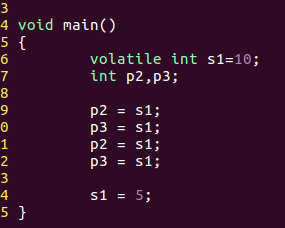 3
4 void main()
5 {
6 volatile int s1=10;
7 int p2,p3;
8
9 p2 = s1;
0 p3 = s1;
1 p2 = s1;
2 p3 = s1;
3
4 s1 = 5;
5 }